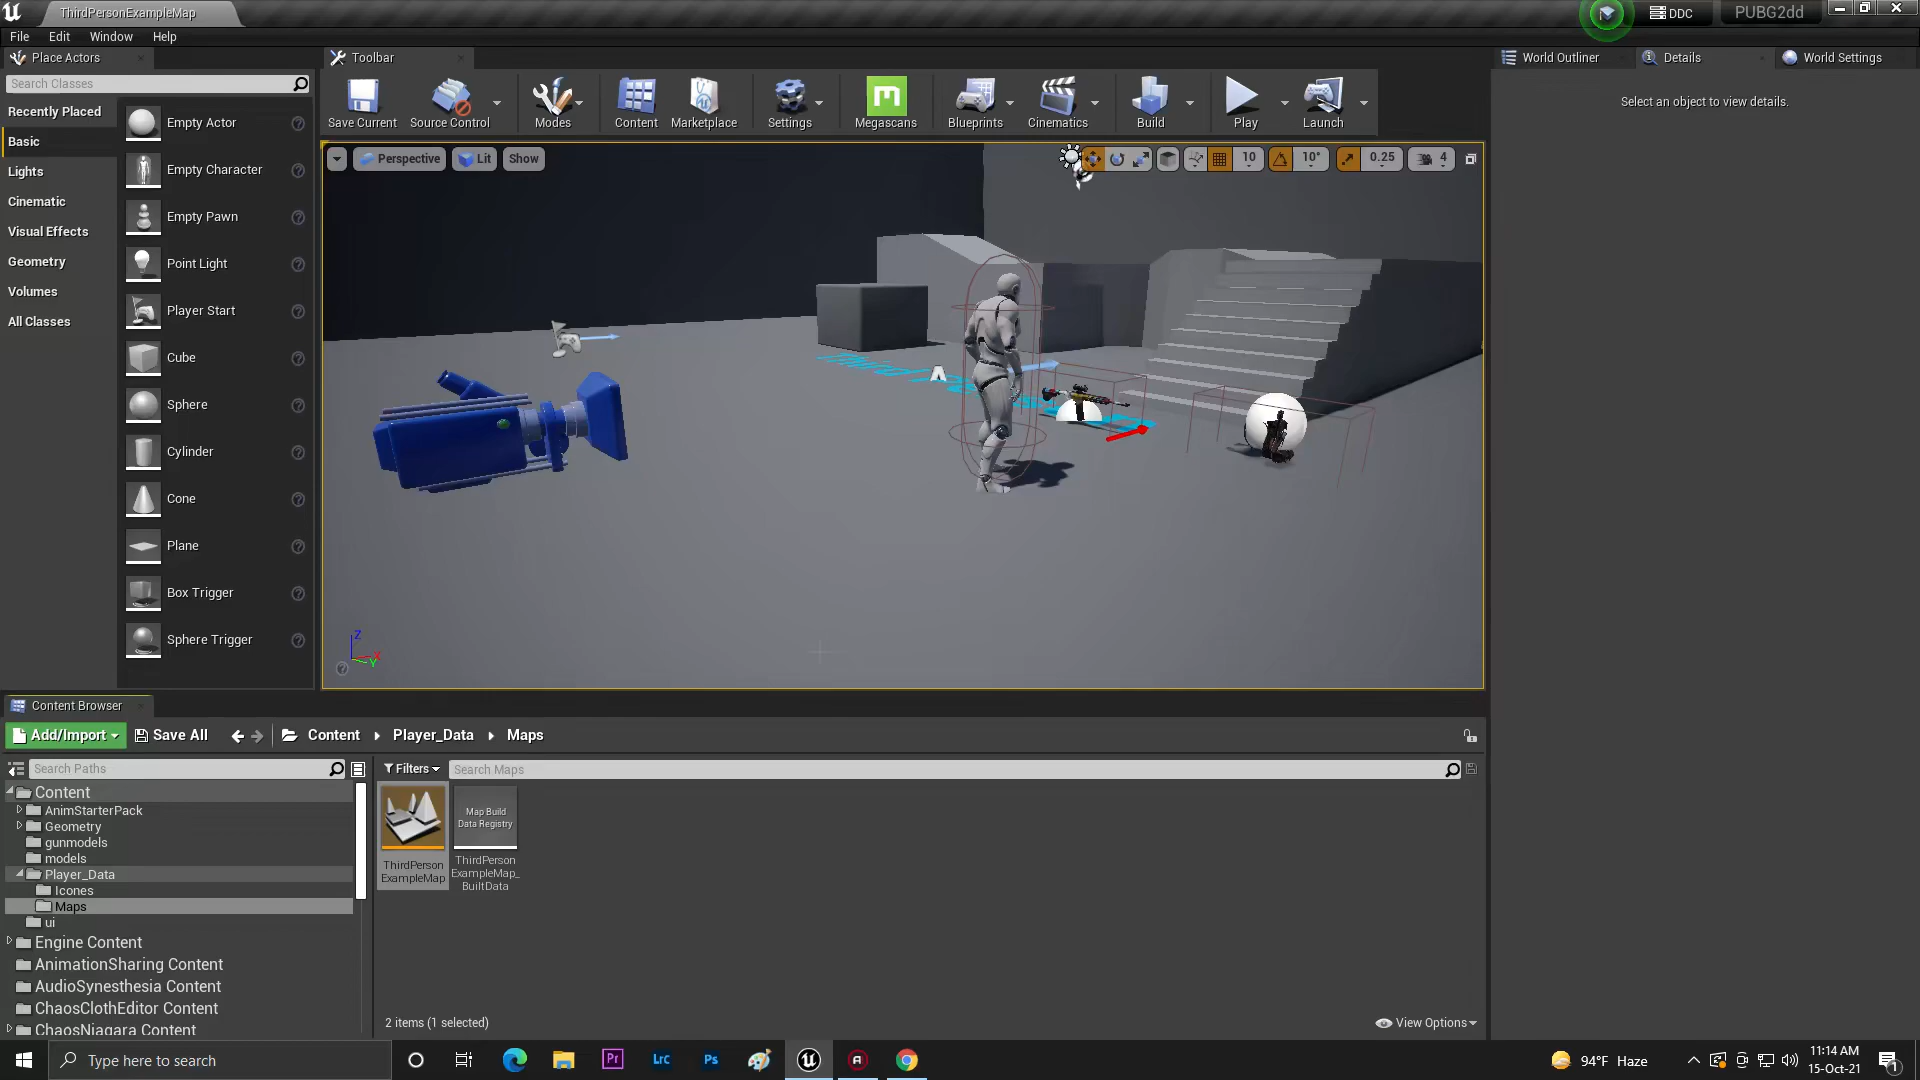 ThirdPersonExampleMap
DDC
PUBG2dd
File Edit Window Help
Place Actors
Toolbar
World Outliner
Details
World Settings
Search Classes
Recently Placed
Basic
Lights
Cinematic
Visual Effects
Geometry
Volumes
All Classes
Empty Actor
Empty Character
Empty Pawn
Point Light
Player Start
Cube
Sphere
Cylinder
Cone
Plane
Box Trigger
Sphere Trigger
Save Current
Source Control
Modes
Content
Marketplace
Settings
Megascans
Blueprints
Cinematics
Build
Play
Launch
Select an object to view details.
Perspective
Lit
Show
10
10°
0.25
4
Z
X
Y
Content Browser
Add/Import
Save All
Content
Player_Data
Maps
Search Paths
Filters
Search Maps
Content
AnimStarterPack
Geometry
gunmodels
models
Player_Data
Icones
Maps
ui
Engine Content
AnimationSharing Content
AudioSynesthesia Content
ChaosClothEditor Content
ChaosNiagara Content
ThirdPerson
ExampleMap
Map Build
Data Registry
ThirdPerson
ExampleMap_
BuiltData
2 items (1 selected)
View Options
Type here to search
Pr
Lrc
Ps
94°F Haze
11:14 AM
15-Oct-21
1